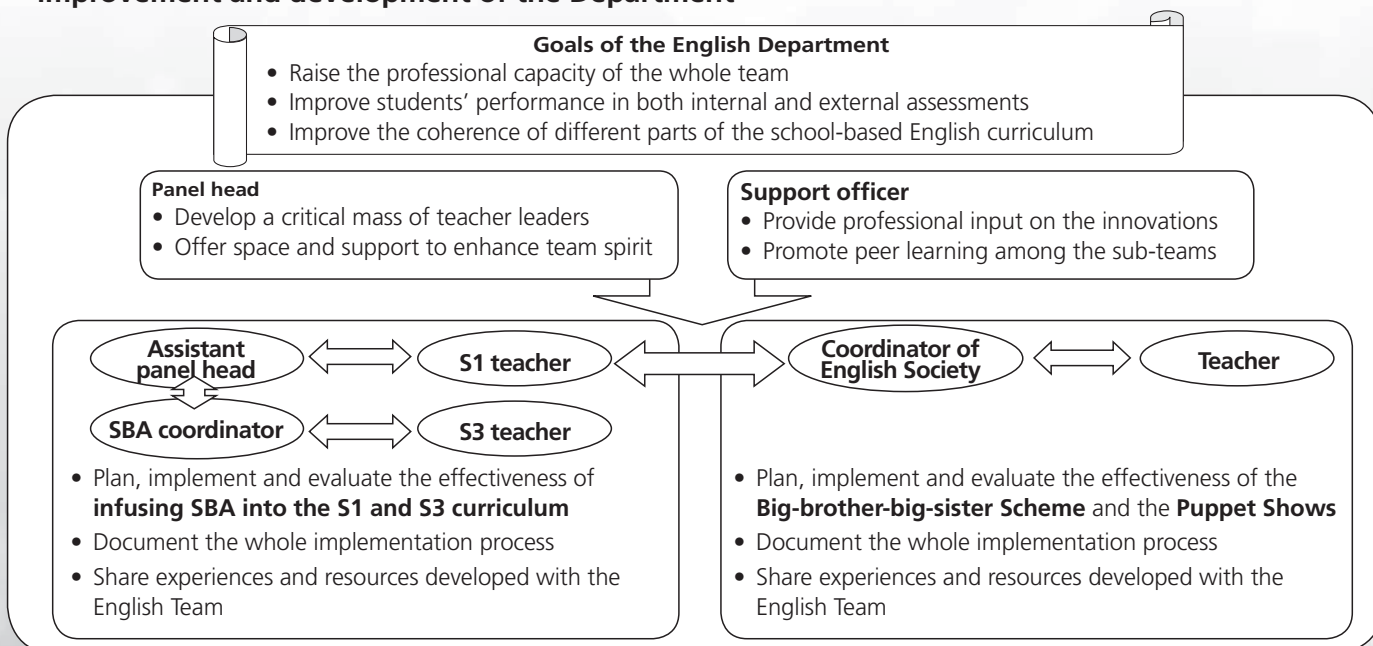 improvement and development of the Department
Goals of the English Department
• Raise the professional capacity of the whole team
• Improve students' performance in both internal and external assessments
• Improve the coherence of different parts of the school-based English curriculum
Panel head
• Develop a critical mass of teacher leaders
• Offer space and support to enhance team spirit
Support officer
• Provide professional input on the innovations
• Promote peer learning among the sub-teams
Assistant
panel head
S1 teacher
SBA coordinator
S3 teacher
• Plan, implement and evaluate the effectiveness of
infusing SBA into the S1 and S3 curriculum
• Document the whole implementation process
• Share experiences and resources developed with the
English Team
Coordinator of
English Society
Teacher
• Plan, implement and evaluate the effectiveness of the
Big-brother-big-sister Scheme and the Puppet Shows
• Document the whole implementation process
• Share experiences and resources developed with the
English Team